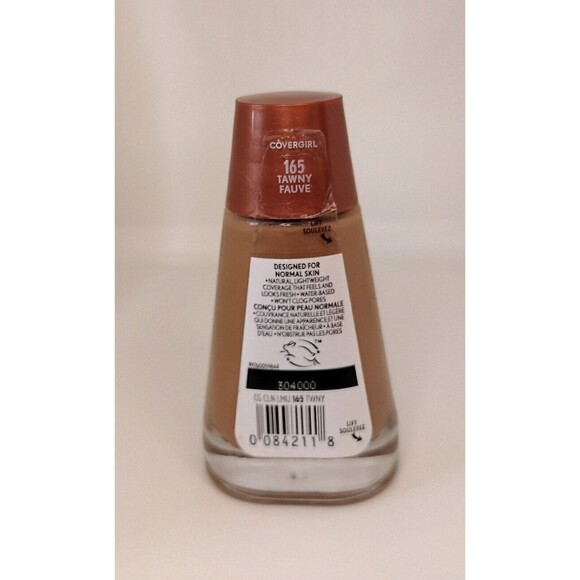 COVERGIRL
165
TAWNY
FAUVE
LIFT
SOULEVEZ
DESIGNED FOR
NORMAL SKIN
•NATURAL, LIGHTWEIGHT
COVERAGE THAT FEELS AND
LOOKS FRESH •WATER-BASED
•WON'T CLOG PORES
CONÇU POUR PEAU NORMALE
•COUVRANCE NATURELLE ET LÉGÈRE
QUI DONNE UNE APPARENCE ET UNE
SENSATION DE FRAÎCHEUR •À BASE
D'EAU •N'OBSTRUE PAS LES PORES
TM
304000
CG CLN LMU 165 TWNY
0 084211 8
LIFT
SOULEVEZ